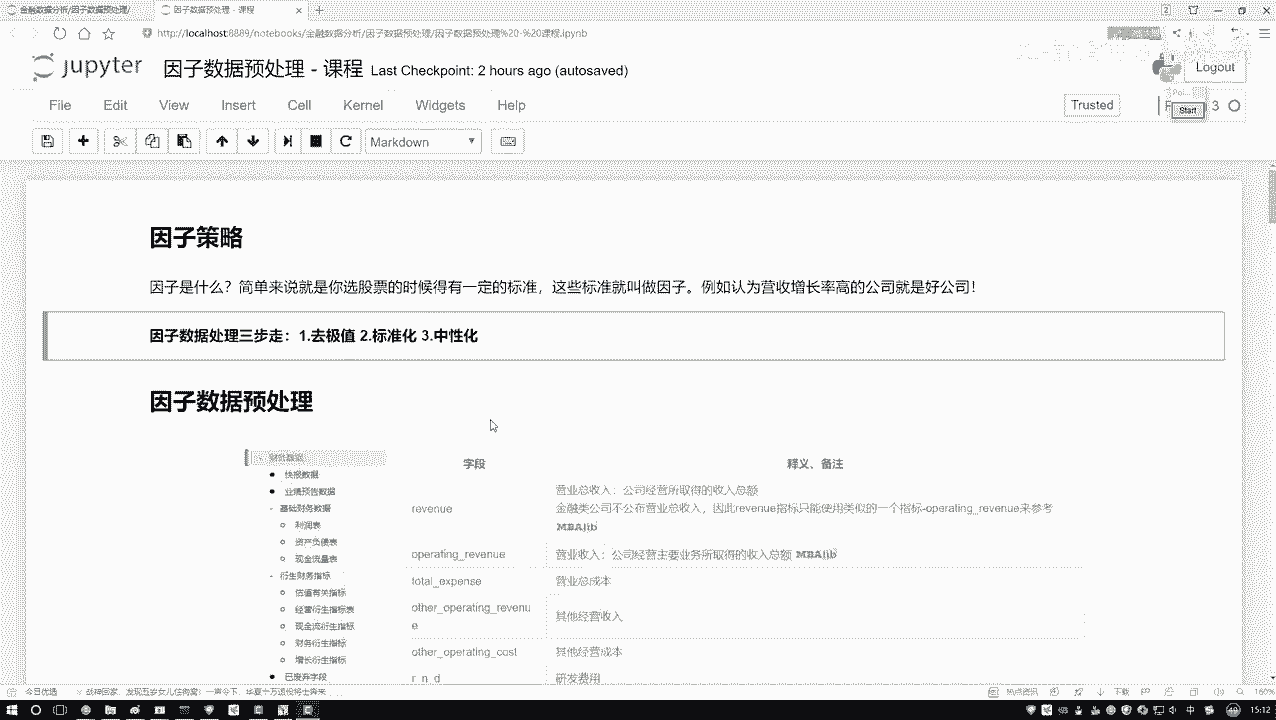 金融数据分析/因子数据预处理/
因子数据预处理 - 课程
http://localhost:8889/notebooks/金融数据分析/因子数据预处理/因子数据预处理%20-%20课程.ipynb
jupyter 因子数据预处理 - 课程 Last Checkpoint: 2 hours ago (autosaved)
Logout
File Edit View Insert Cell Kernel Widgets Help
Trusted
3
Start
Markdown
因子策略
因子是什么？简单来说就是你选股票的时候得有一定的标准，这些标准就叫做因子。例如认为营收增长率高的公司就是好公司！
因子数据处理三步走：1.去极值 2.标准化 3.中性化
因子数据预处理
财务数据
快报数据
业绩预告数据
基础财务数据
利润表
资产负债表
现金流量表
衍生财务指标
估值有关指标
经营衍生指标表
现金流衍生指标
财务衍生指标
增长衍生指标
已废弃字段
字段 释义、备注
revenue 营业总收入：公司经营所取得的收入总额
金融类公司不公布营业总收入，因此revenue指标只能使用类似的一个指标-operating_revenue来参考
MBAlib
operating_revenue 营业收入：公司经营主要业务所取得的收入总额 MBAlib
total_expense 营业总成本
other_operating_revenu
e 其他经营收入
other_operating_cost 其他经营成本
r_n_d 研发费用
今日优选
热点资讯
下载
160%
中
15:12